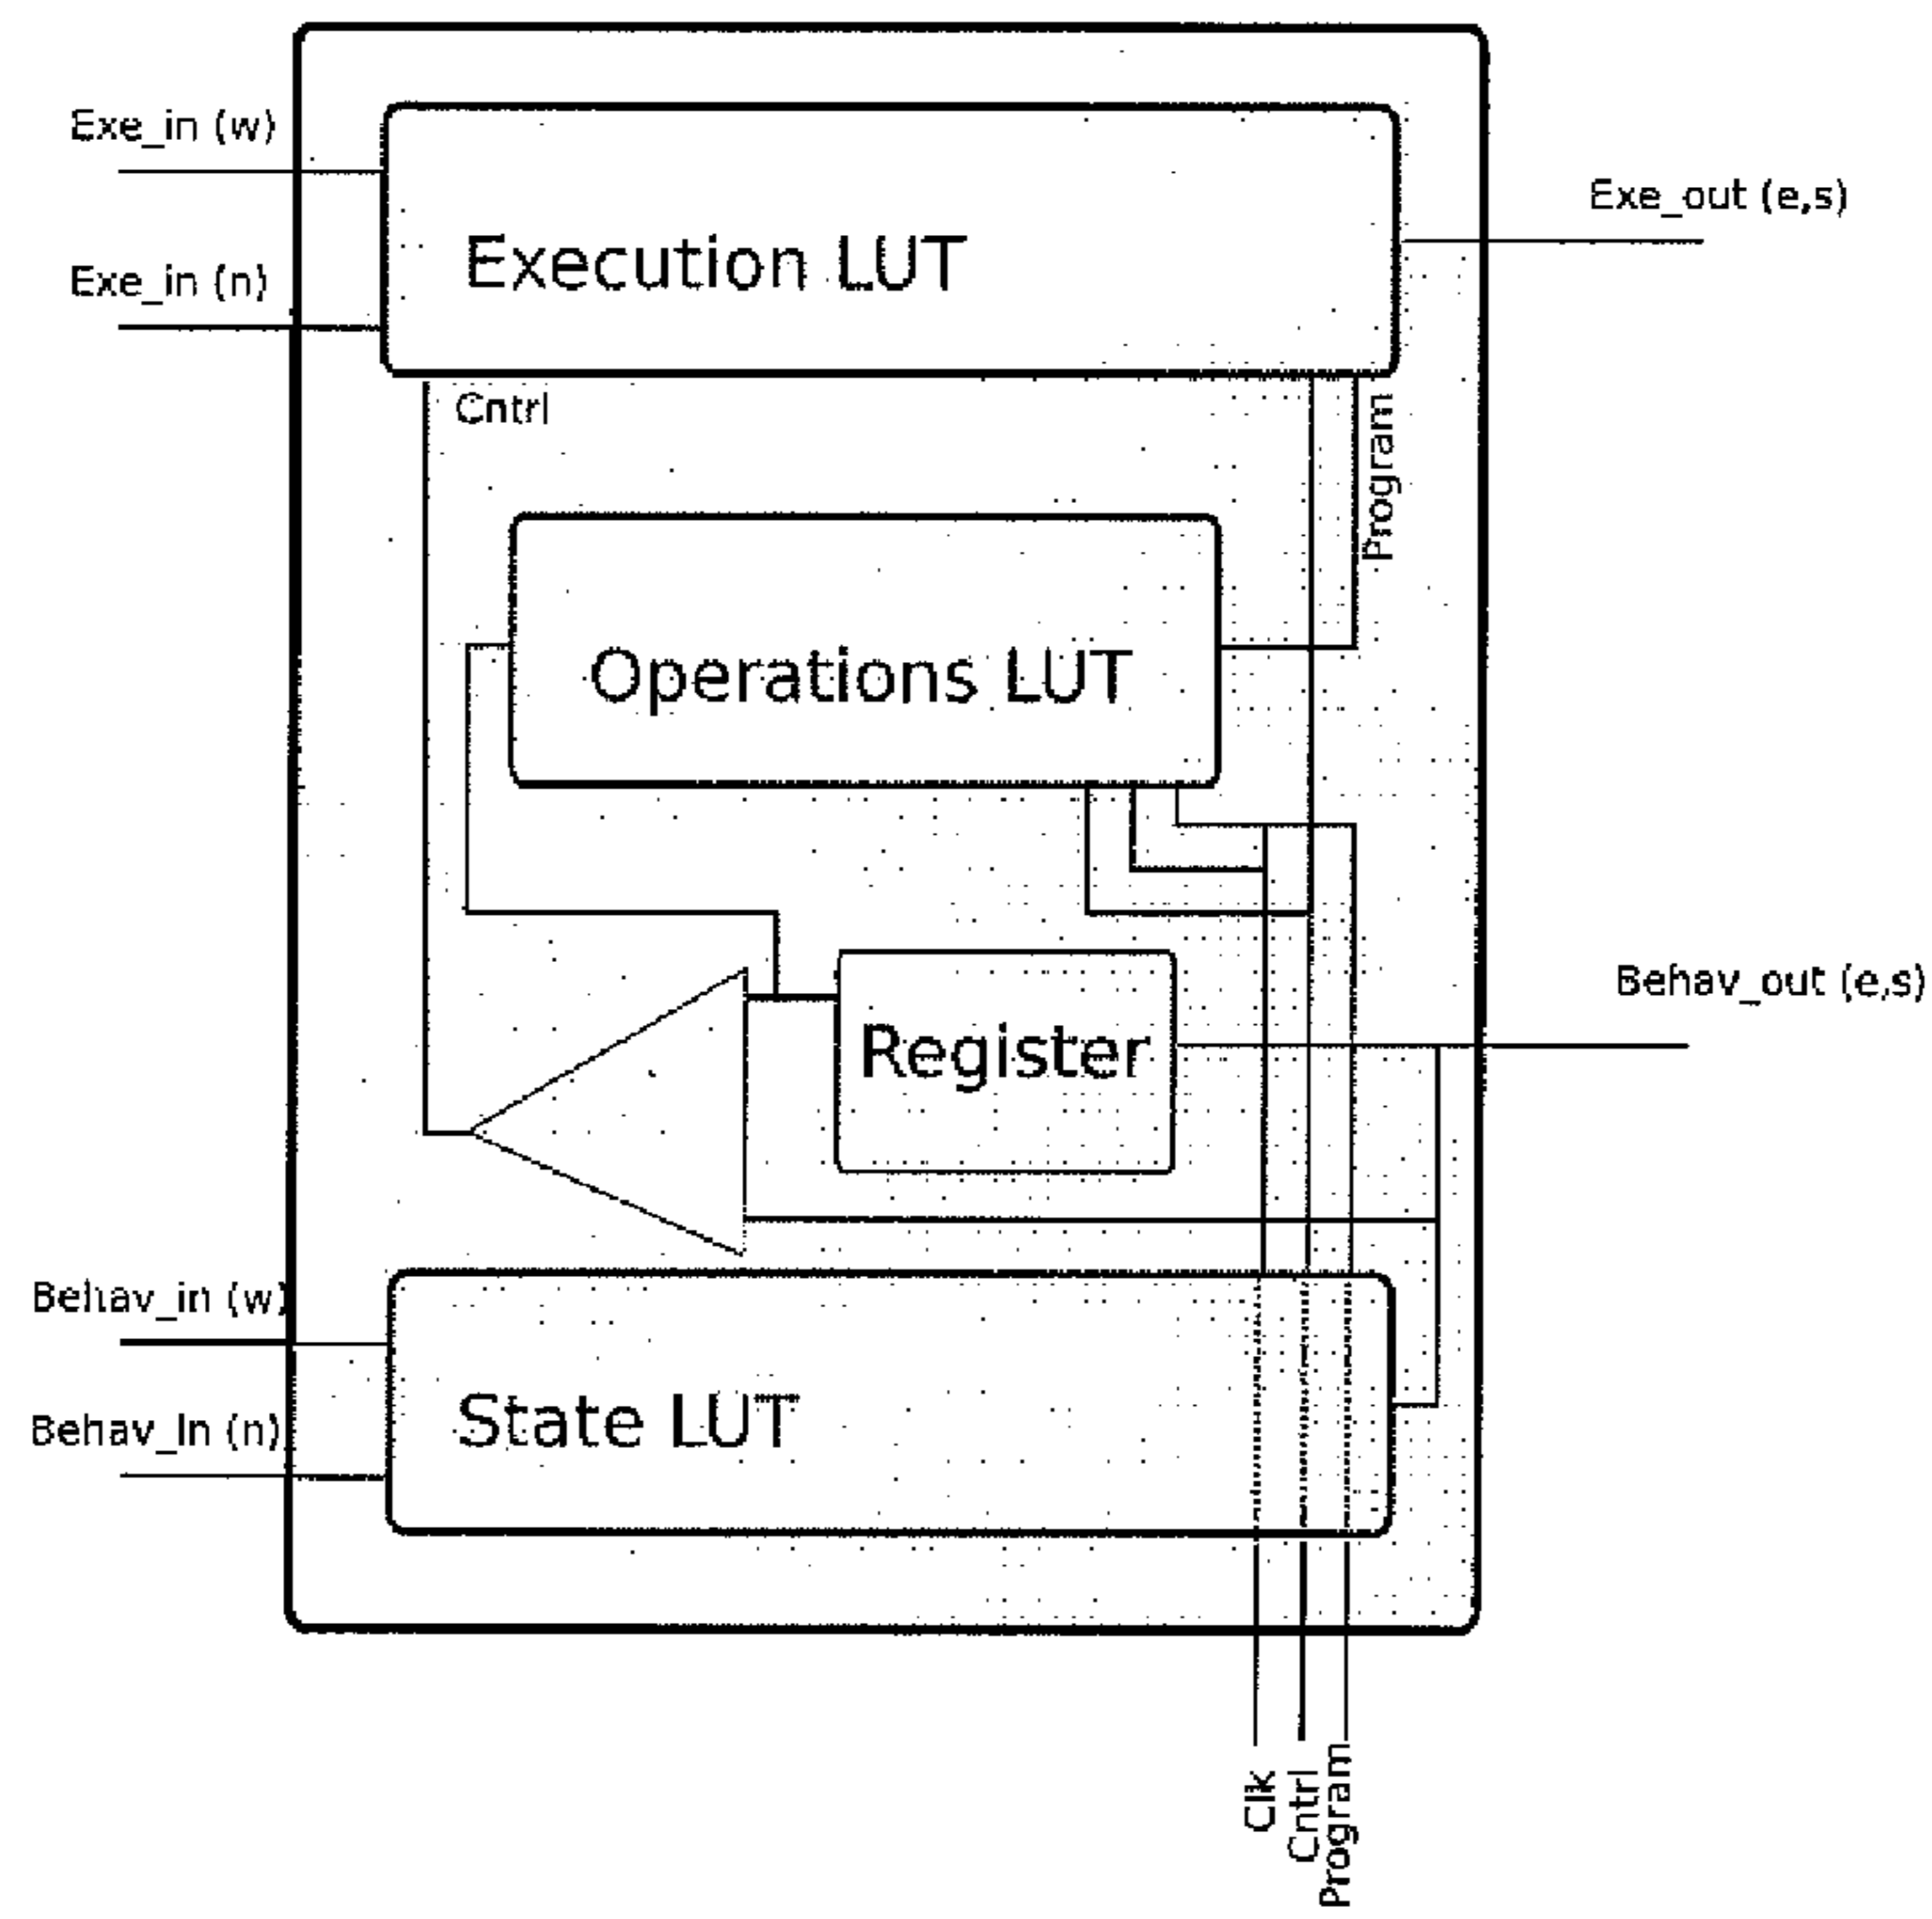 Exe_in (w)
Exe_out (e,s)
Execution LUT
Exe_in (n)
Cntrl
Program
Operations LUT
Behav_out (e,s)
Register
Behav_in (w)
State LUT
Behav_In (n)
Clk
Cntrl
Program